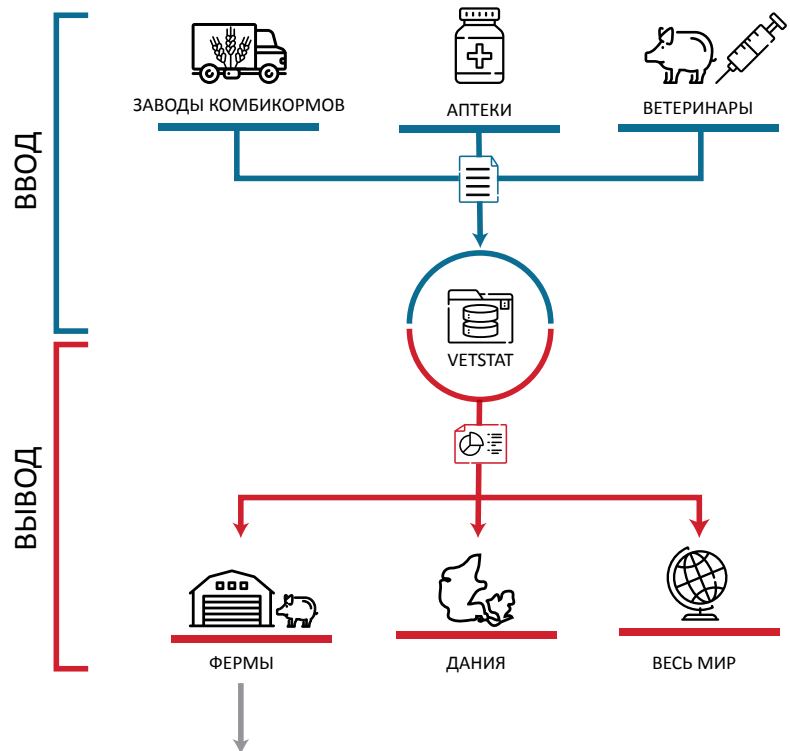 ВВОД
ЗАВОДЫ КОМБИКОРМОВ
АПТЕКИ
ВЕТЕРИНАРЫ
VETSTAT
ВЫВОД
ФЕРМЫ
ДАНИЯ
ВЕСЬ МИР